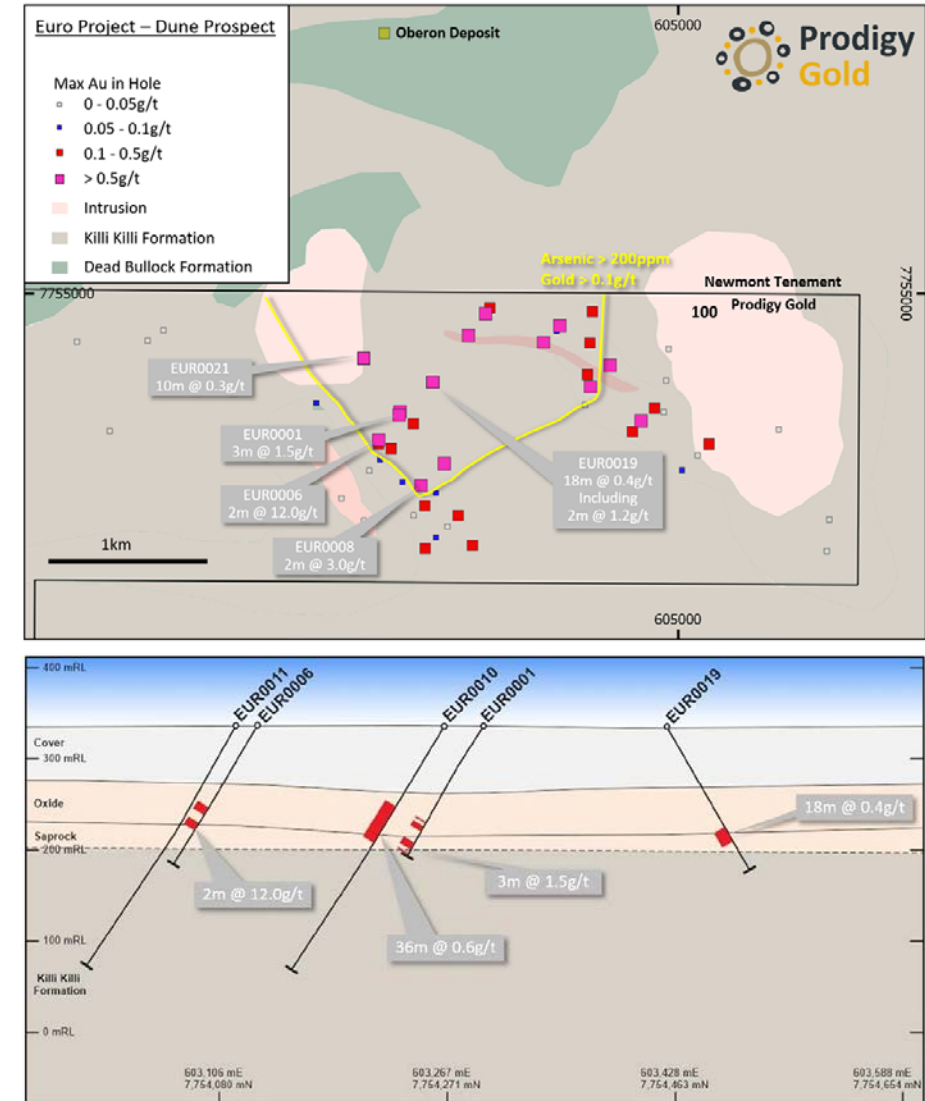 Euro Project – Dune Prospect
Max Au in Hole
0 - 0.05g/t
0.05 - 0.1g/t
0.1 - 0.5g/t
> 0.5g/t
Intrusion
Killi Killi Formation
Dead Bullock Formation
Oberon Deposit
605000
Prodigy
Gold
Arsenic > 200ppm
Gold > 0.1g/t
Newmont Tenement
100 Prodigy Gold
7755000
7755000
EUR0021
10m @ 0.3g/t
EUR0001
3m @ 1.5g/t
EUR0006
2m @ 12.0g/t
EUR0008
2m @ 3.0g/t
EUR0019
18m @ 0.4g/t
Including
2m @ 1.2g/t
1km
605000
400 mRL
EUR0011
EUR0006
EUR0010
EUR0001
EUR0019
Cover
300 mRL
Oxide
18m @ 0.4g/t
Saprock
200 mRL
2m @ 12.0g/t
3m @ 1.5g/t
36m @ 0.6g/t
100 mRL
Killi Killi
Formation
0 mRL
603,106 mE
7,754,080 mN
603,267 mE
7,754,271 mN
603,428 mE
7,754,463 mN
603,588 mE
7,754,654 mN